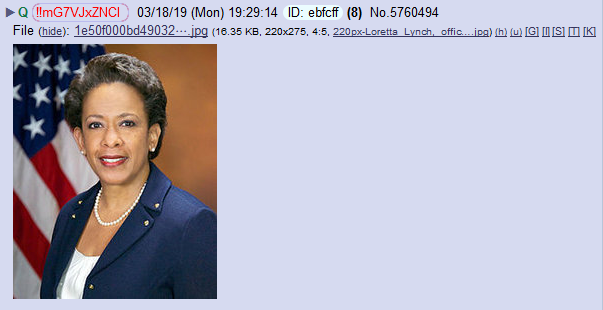 ▶ Q !!mG7VJxZNCI 03/18/19 (Mon) 19:29:14 ID: ebfcff (8) No.5760494
File (hide): 1e50f000bd49032⋯.jpg (16.35 KB, 220x275, 4:5, 220px-Loretta_Lynch,_offic….jpg) (h) (u) [G] [I] [S] [T] [K]